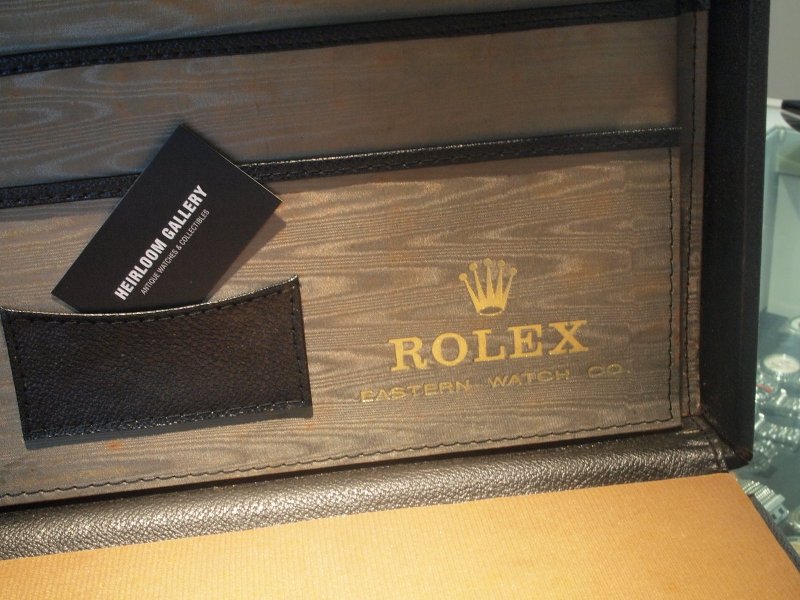 HEIRLOOM GALLERY
ANTIQUE WATCHES & COLLECTIBLES
ROLEX
EASTERN WATCH CO.